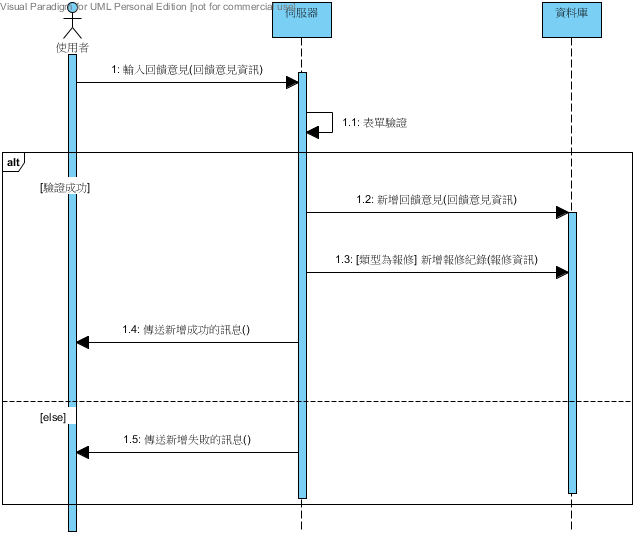 Visual Paradigm for UML Personal Edition [not for commercial use]
伺服器
資料庫
使用者
1: 輸入回饋意見(回饋意見資訊)
1.1: 表單驗證
alt
[驗證成功]
1.2: 新增回饋意見(回饋意見資訊)
1.3: [類型為報修] 新增報修紀錄(報修資訊)
1.4: 傳送新增成功的訊息()
[else]
1.5: 傳送新增失敗的訊息()